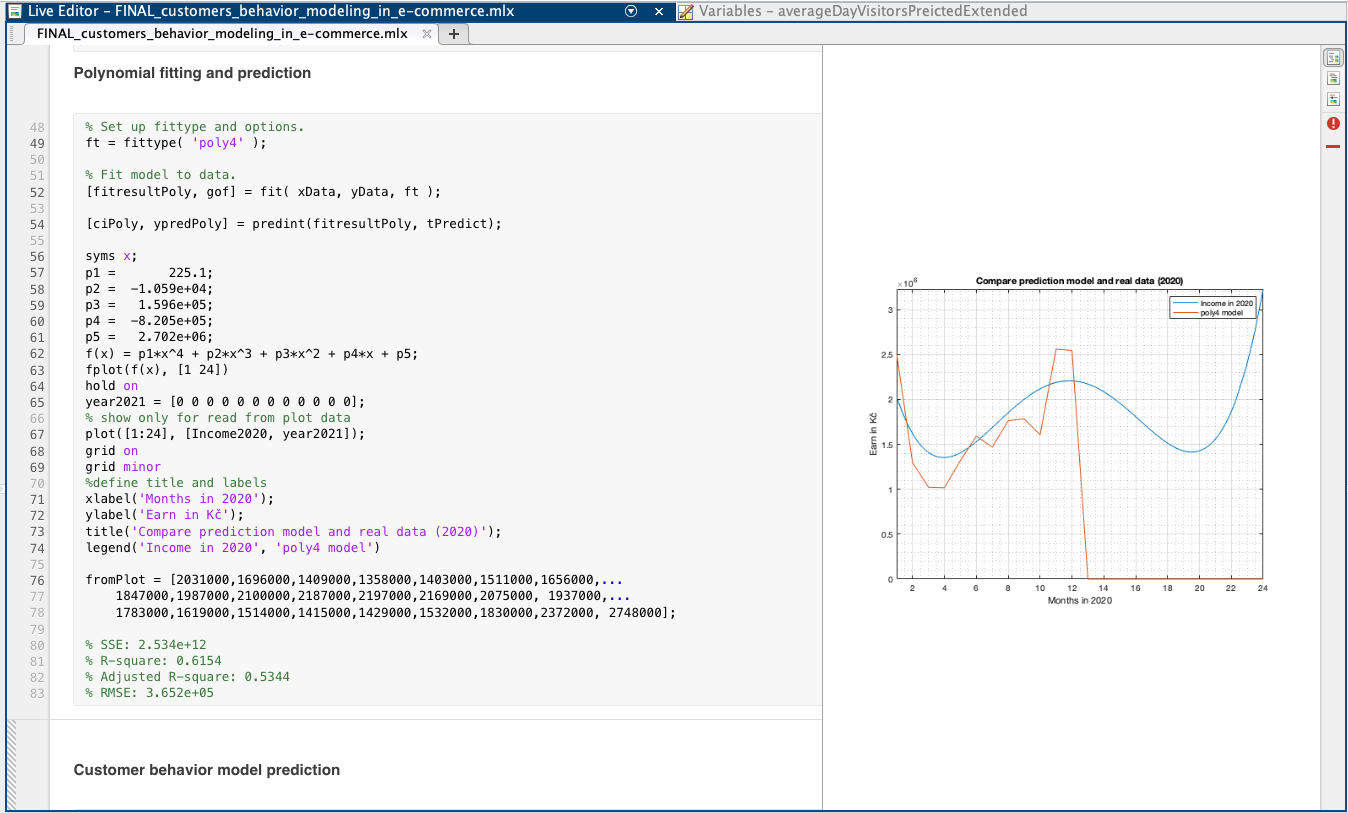 Live Editor – FINAL_customers_behavior_modeling_in_e-commerce.mlx
Variables – averageDayVisitorsPreictedExtended
FINAL_customers_behavior_modeling_in_e-commerce.mlx
Polynomial fitting and prediction
48 % Set up fittype and options.
49 ft = fittype( 'poly4' );
50
51 % Fit model to data.
52 [fitresultPoly, gof] = fit( xData, yData, ft );
53
54 [ciPoly, ypredPoly] = predint(fitresultPoly, tPredict);
55
56 syms x;
57 p1 =       225.1;
58 p2 =  -1.059e+04;
59 p3 =   1.596e+05;
60 p4 =  -8.205e+05;
61 p5 =   2.702e+06;
62 f(x) = p1*x^4 + p2*x^3 + p3*x^2 + p4*x + p5;
63 fplot(f(x), [1 24])
64 hold on
65 year2021 = [0 0 0 0 0 0 0 0 0 0 0 0];
66 % show only for read from plot data
67 plot([1:24], [Income2020, year2021]);
68 grid on
69 grid minor
70 %define title and labels
71 xlabel('Months in 2020');
72 ylabel('Earn in Kč');
73 title('Compare prediction model and real data (2020)');
74 legend('Income in 2020', 'poly4 model')
75
76 fromPlot = [2031000,1696000,1409000,1358000,1403000,1511000,1656000,...
77     1847000,1987000,2100000,2187000,2197000,2169000,2075000, 1937000,...
78     1783000,1619000,1514000,1415000,1429000,1532000,1830000,2372000, 2748000];
79
80 % SSE: 2.534e+12
81 % R-square: 0.6154
82 % Adjusted R-square: 0.5344
83 % RMSE: 3.652e+05
Customer behavior model prediction
×10^6
Compare prediction model and real data (2020)
Income in 2020
poly4 model
3
2.5
2
1.5
1
0.5
0
Earn in Kč
2 4 6 8 10 12 14 16 18 20 22 24
Months in 2020